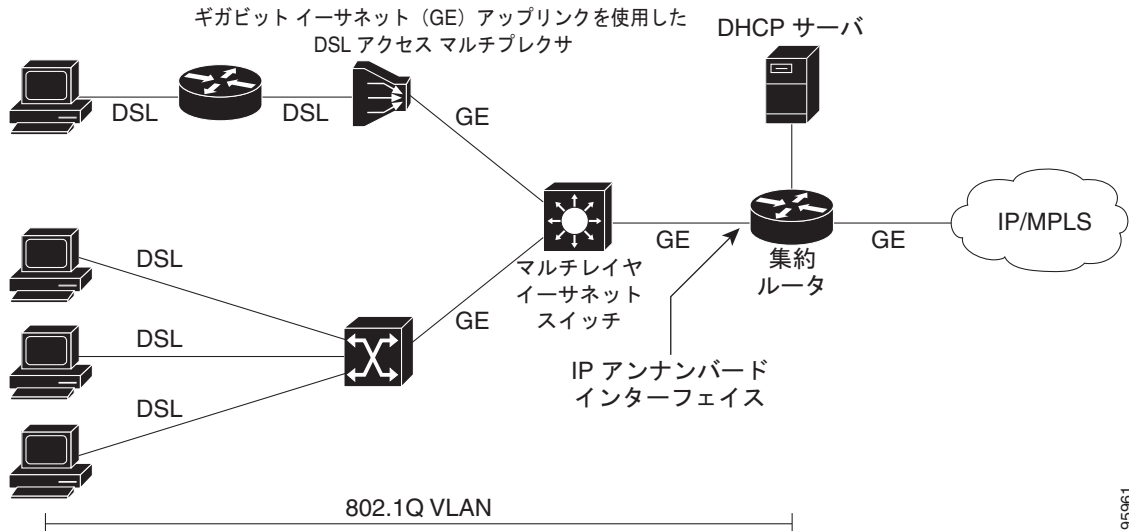 ギガビット イーサネット（GE）アップリンクを使用した
DSL アクセス マルチプレクサ
DHCP サーバ
DSL
DSL
GE
GE
GE
IP/MPLS
マルチレイヤ
イーサネット
スイッチ
集約
ルータ
DSL
GE
DSL
DSL
IP アンナンバード
インターフェイス
802.1Q VLAN
95961